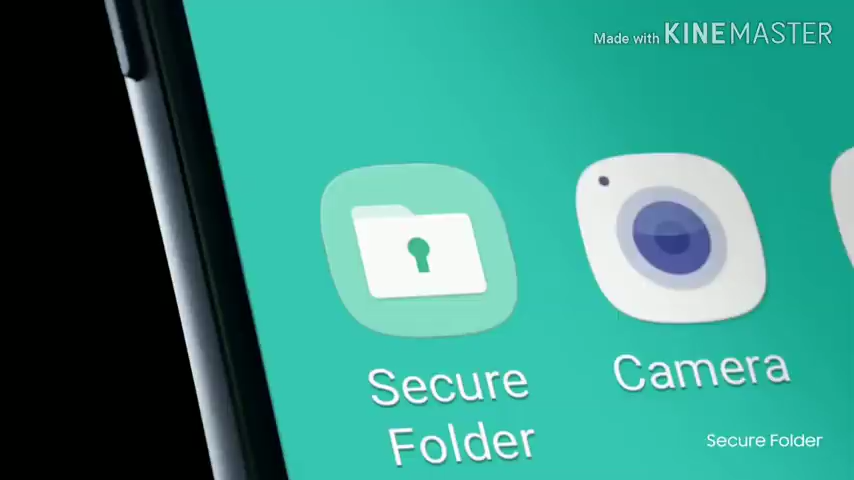 Made with KINEMASTER
Secure
Folder
Camera
Secure Folder